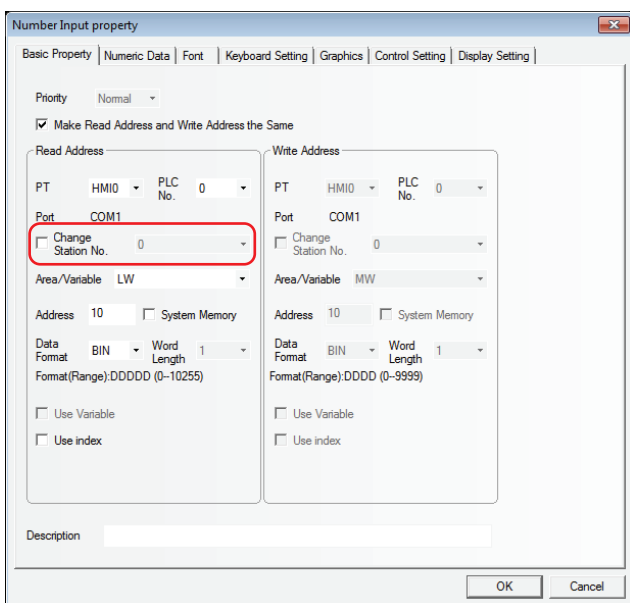 Number Input property
Basic Property Numeric Data Font Keyboard Setting Graphics Control Setting Display Setting
Priority Normal
Make Read Address and Write Address the Same
Read Address
PT HMI0 PLC No. 0
Port COM1
Change Station No. 0
Area/Variable LW
Address 10 System Memory
Data Format BIN Word Length 1
Format(Range):DDDDD (0--10255)
Use Variable
Use index
Write Address
PT HMI0 PLC No. 0
Port COM1
Change Station No. 0
Area/Variable MW
Address 10 System Memory
Data Format BIN Word Length 1
Format(Range):DDDD (0--9999)
Use Variable
Use index
Description
OK Cancel